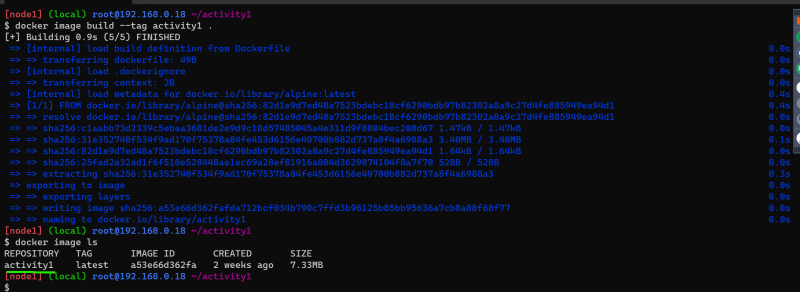 [node1] (local) root@192.168.0.18 ~/activity1
$ docker image build --tag activity1 .
[+] Building 0.9s (5/5) FINISHED
=> [internal] load build definition from Dockerfile 0.0s
=> => transferring dockerfile: 49B 0.0s
=> [internal] load .dockerignore 0.0s
=> => transferring context: 2B 0.0s
=> [internal] load metadata for docker.io/library/alpine:latest 0.4s
=> [1/1] FROM docker.io/library/alpine@sha256:82d1e9d7ed48a7523bdebc18cf6290bdb97b82302a8a9c27d4fe885949ea94d1 0.4s
=> => resolve docker.io/library/alpine@sha256:82d1e9d7ed48a7523bdebc18cf6290bdb97b82302a8a9c27d4fe885949ea94d1 0.0s
=> => sha256:c1aabb73d2339c5ebaa3681de2e9d9c18d57485045a4e311d9f8004bec208d67 1.47kB / 1.47kB 0.0s
=> => sha256:31e352740f534f9ad170f75378a84fe453d6156e40700b882d737a8f4a6988a3 3.40MB / 3.40MB 0.1s
=> => sha256:82d1e9d7ed48a7523bdebc18cf6290bdb97b82302a8a9c27d4fe885949ea94d1 1.64kB / 1.64kB 0.0s
=> => sha256:25fad2a32ad1f6f510e528448ae1ec69a28ef81916a004d3629874104f8a7f70 528B / 528B 0.0s
=> => extracting sha256:31e352740f534f9ad170f75378a84fe453d6156e40700b882d737a8f4a6988a3 0.3s
=> exporting to image 0.0s
=> => exporting layers 0.0s
=> => writing image sha256:a53e66d362fafda712bcf034b790c7ffd3b96125b85bb95636a7cb8a88f68f77 0.0s
=> => naming to docker.io/library/activity1 0.0s
[node1] (local) root@192.168.0.18 ~/activity1
$ docker image ls
REPOSITORY TAG IMAGE ID CREATED SIZE
activity1 latest a53e66d362fa 2 weeks ago 7.33MB
[node1] (local) root@192.168.0.18 ~/activity1
$